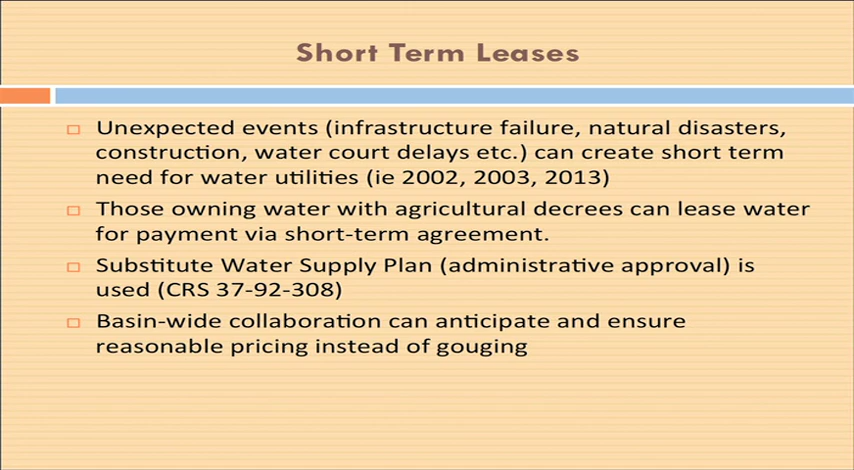 Short Term Leases
Unexpected events (infrastructure failure, natural disasters,
construction, water court delays etc.) can create short term
need for water utilities (ie 2002, 2003, 2013)
Those owning water with agricultural decrees can lease water
for payment via short-term agreement.
Substitute Water Supply Plan (administrative approval) is
used (CRS 37-92-308)
Basin-wide collaboration can anticipate and ensure
reasonable pricing instead of gouging